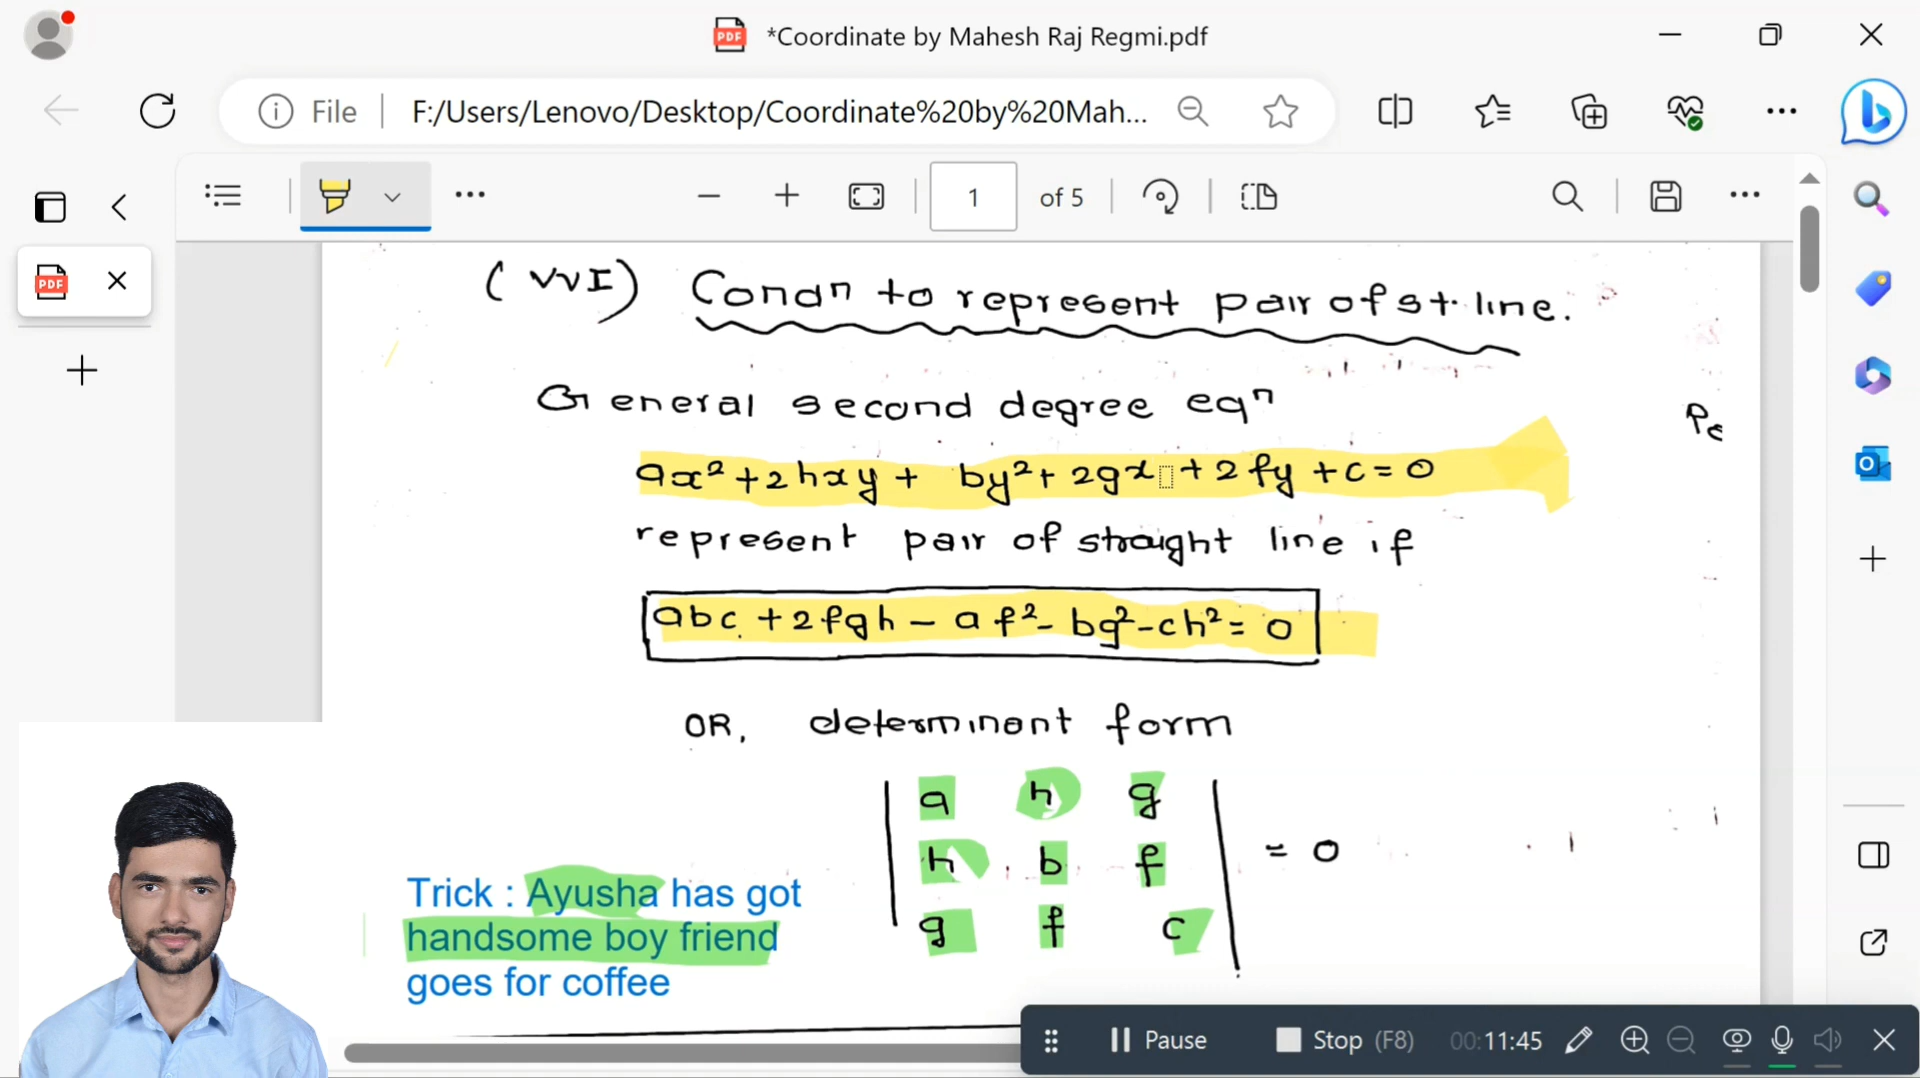 *Coordinate by Mahesh Raj Regmi.pdf
File F:/Users/Lenovo/Desktop/Coordinate%20by%20Mah...
1 of 5
(VVI) Condⁿ to represent pair of st. line.
General second degree eqⁿ
ax² + 2hxy + by² + 2gx + 2fy + c = 0
represent pair of straight line if
abc + 2fgh - af² - bg² - ch² = 0
OR, determinant form
a h g
h b f = 0
g f c
Trick : Ayusha has got
handsome boy friend
goes for coffee
Pause Stop (F8) 00:11:45